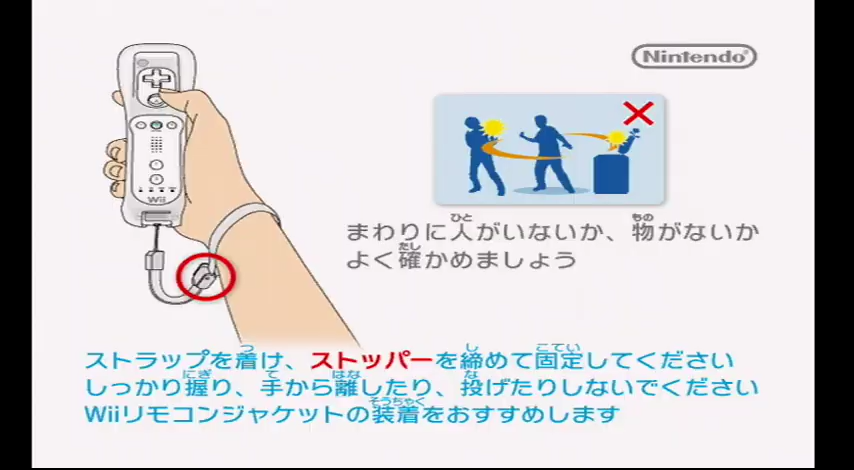 Nintendo®
まわりに人がいないか、物がないか
よく確かめましょう
ストラップを着け、ストッパーを締めて固定してください
しっかり握り、手から離したり、投げたりしないでください
Wiiリモコンジャケットの装着をおすすめします
Wii